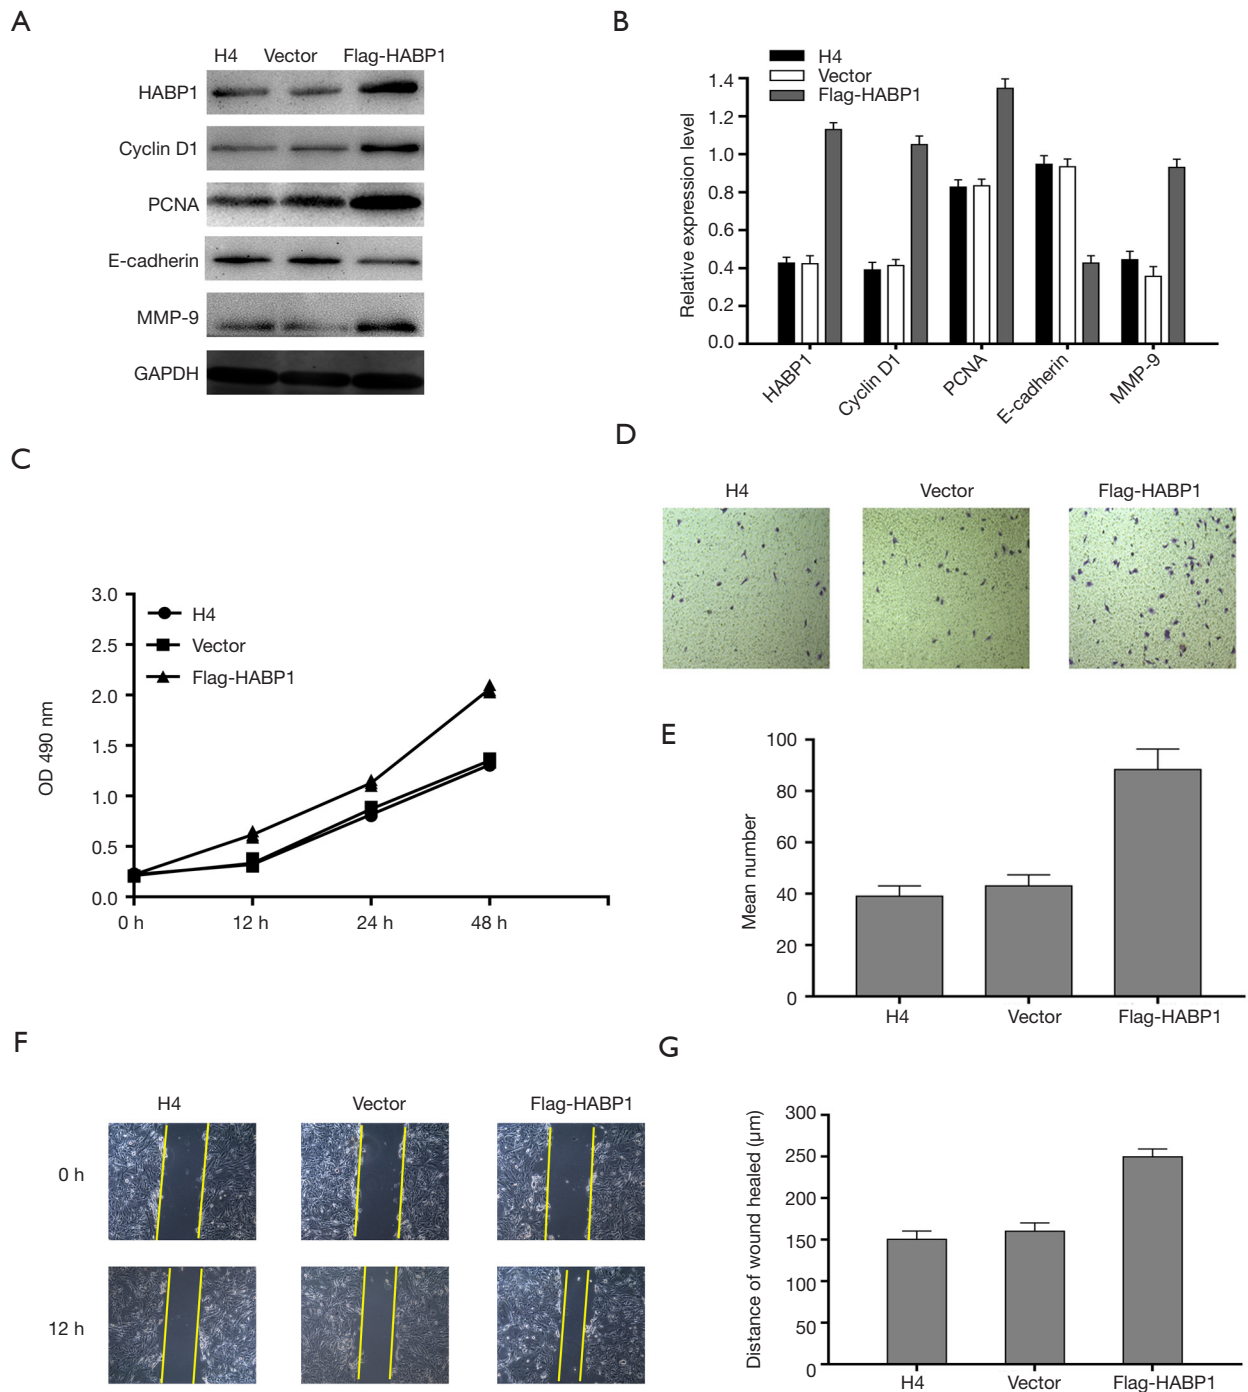 A
H4 Vector Flag-HABP1
HABP1
Cyclin D1
PCNA
E-cadherin
MMP-9
GAPDH
B
H4
Vector
Flag-HABP1
Relative expression level
1.4
1.2
1.0
0.8
0.6
0.4
0.2
0.0
HABP1
Cyclin D1
PCNA
E-cadherin
MMP-9
C
H4
Vector
Flag-HABP1
OD 490 nm
3.0
2.5
2.0
1.5
1.0
0.5
0.0
0 h 12 h 24 h 48 h
D
H4 Vector Flag-HABP1
E
Mean number
100
80
60
40
20
0
H4 Vector Flag-HABP1
F
H4 Vector Flag-HABP1
0 h
12 h
G
Distance of wound healed (μm)
300
250
200
150
100
50
0
H4 Vector Flag-HABP1